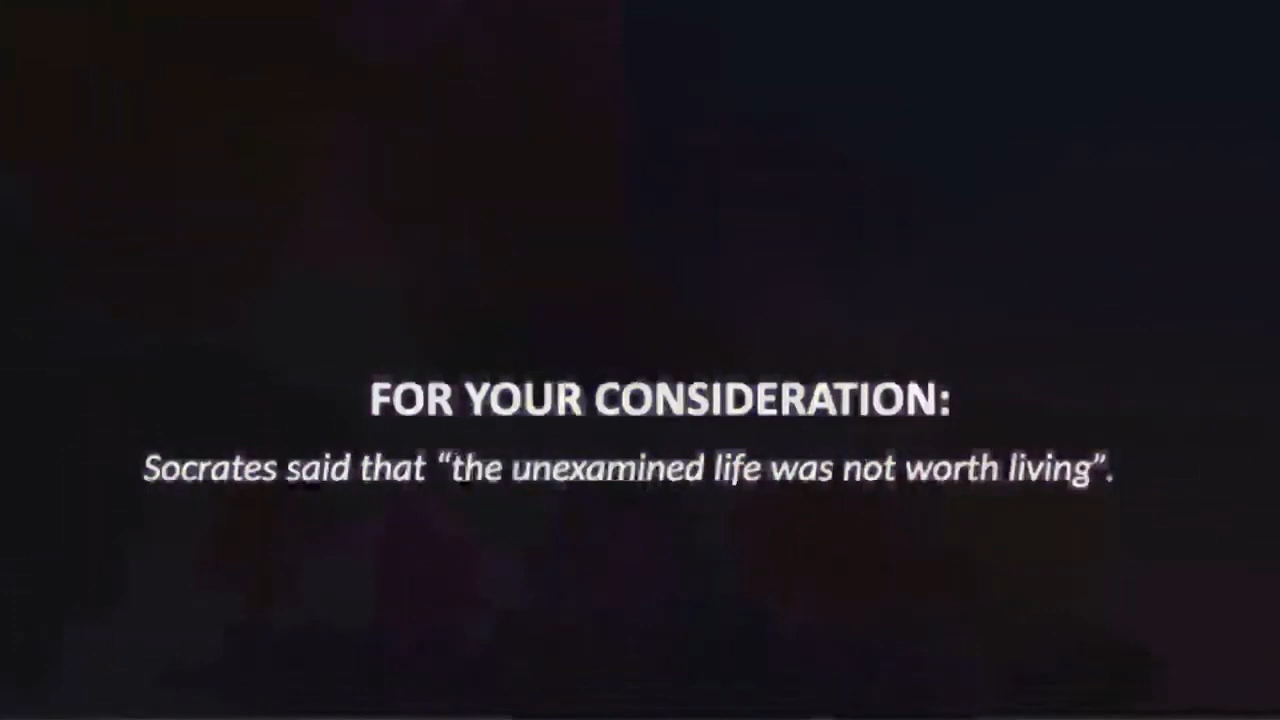 FOR YOUR CONSIDERATION:
Socrates said that “the unexamined life was not worth living”.